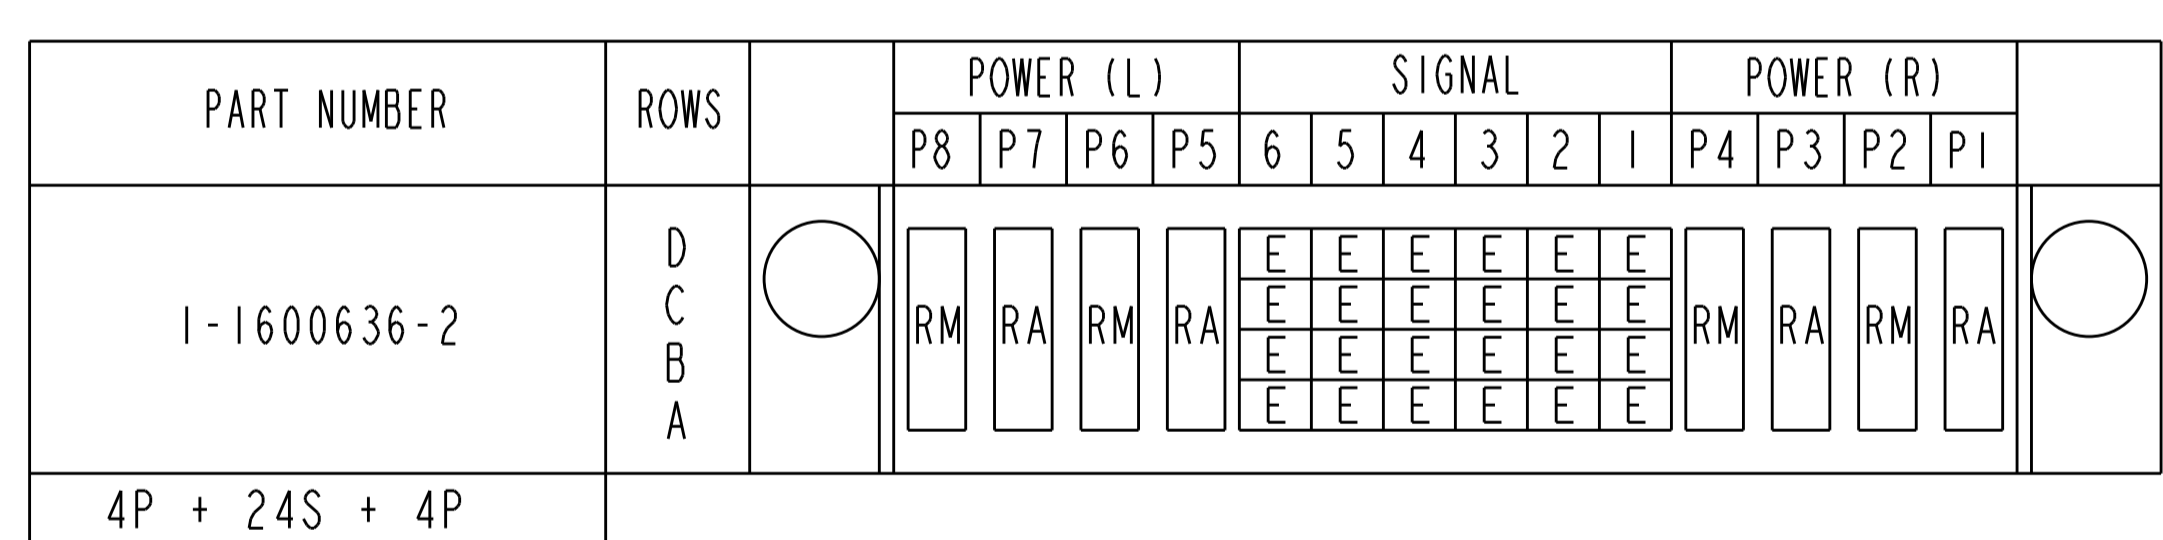 PART NUMBER ROWS POWER (L) SIGNAL POWER (R)
P8 P7 P6 P5 6 5 4 3 2 1 P4 P3 P2 P1
D E E E E E E
C E E E E E E
1-1600636-2 RM RA RM RA RM RA RM RA
B E E E E E E
A E E E E E E
4P + 24S + 4P